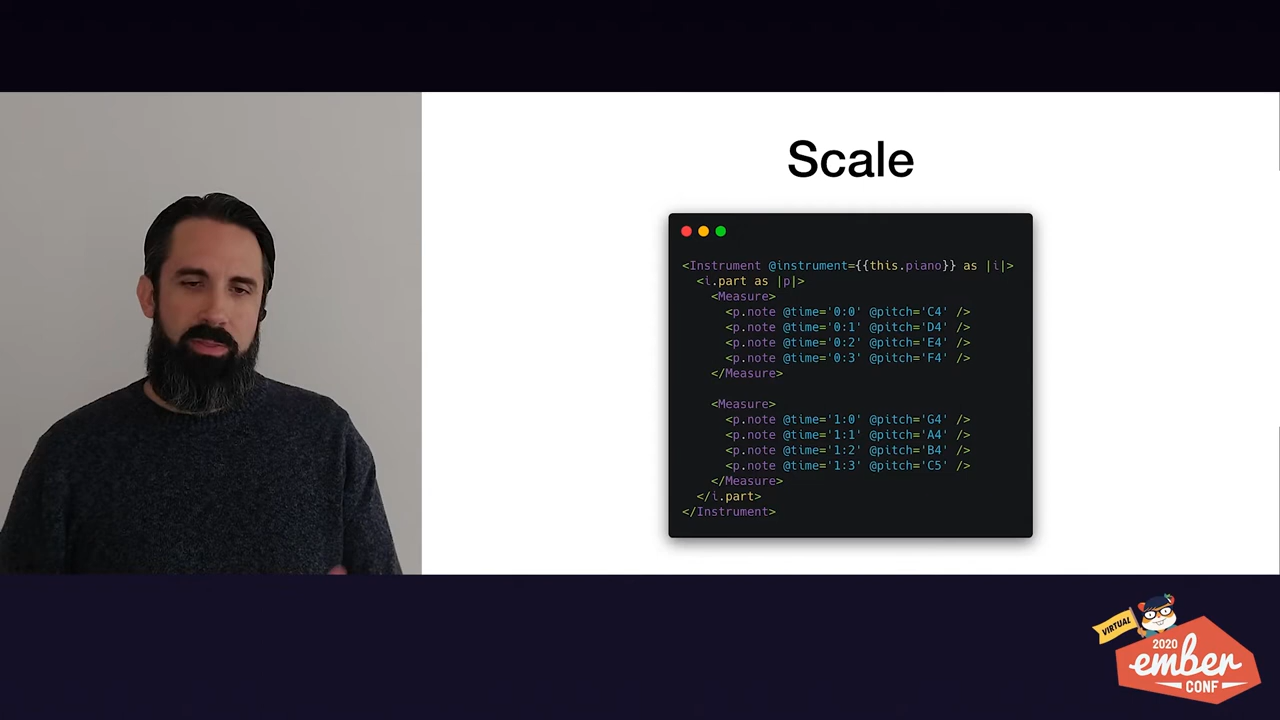 Scale
<Instrument @instrument={{this.piano}} as |i|>
<i.part as |p|>
<Measure>
<p.note @time='0:0' @pitch='C4' />
<p.note @time='0:1' @pitch='D4' />
<p.note @time='0:2' @pitch='E4' />
<p.note @time='0:3' @pitch='F4' />
</Measure>
<Measure>
<p.note @time='1:0' @pitch='G4' />
<p.note @time='1:1' @pitch='A4' />
<p.note @time='1:2' @pitch='B4' />
<p.note @time='1:3' @pitch='C5' />
</Measure>
</i.part>
</Instrument>
VIRTUAL
2020
ember
CONF